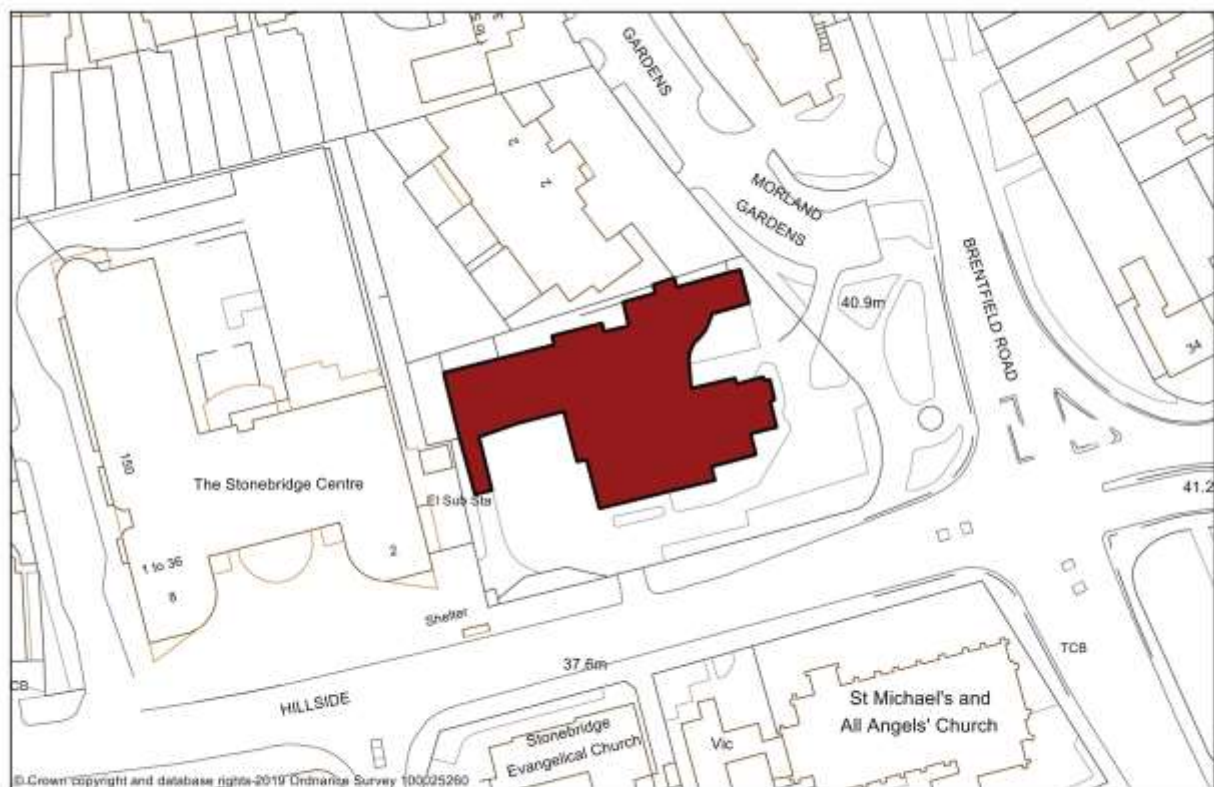 GARDENS
2
2
MORLAND
GARDENS
BRENTFIELD ROAD
40.9m
34
150
The Stonebridge Centre
El Sub Sta
41.2
1 to 36
2
8
Shelter
37.6m
TCB
CB
HILLSIDE
St Michael's and
All Angels' Church
Stonebridge
Evangelical Church
Vic
© Crown copyright and database rights 2019 Ordnance Survey 100025260